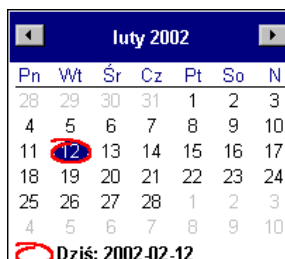 luty 2002
Pn Wt Śr Cz Pt So N
28 29 30 31 1 2 3
4 5 6 7 8 9 10
11 12 13 14 15 16 17
18 19 20 21 22 23 24
25 26 27 28 1 2 3
4 5 6 7 8 9 10
Dziś: 2002-02-12